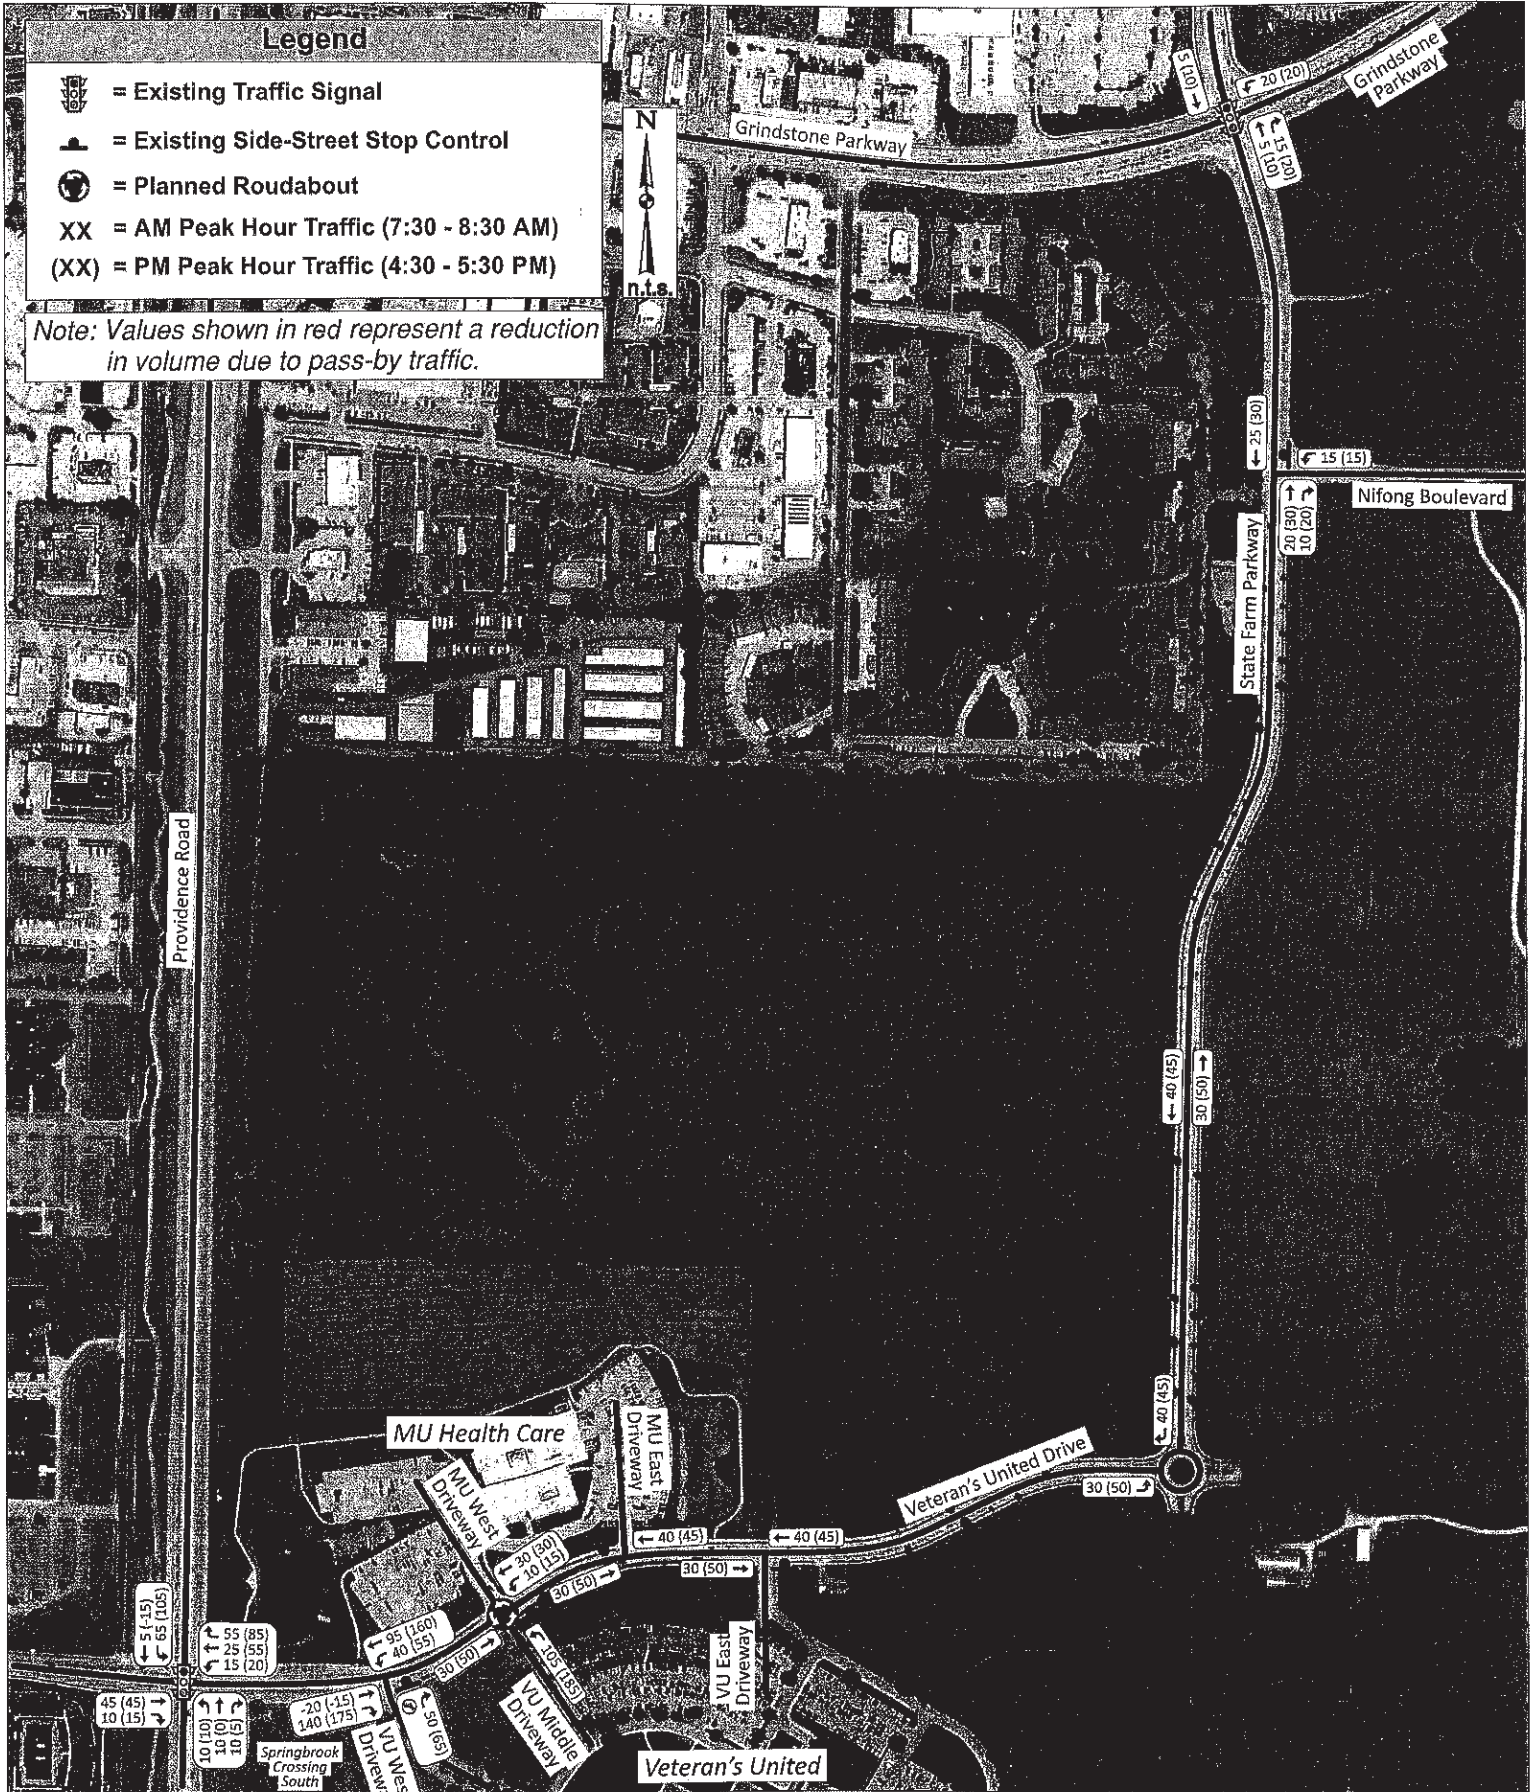 Legend
= Existing Traffic Signal
= Existing Side-Street Stop Control
= Planned Roudabout
XX = AM Peak Hour Traffic (7:30 - 8:30 AM)
(XX) = PM Peak Hour Traffic (4:30 - 5:30 PM)
Note: Values shown in red represent a reduction
in volume due to pass-by traffic.
N
n.t.s.
Grindstone Parkway
Grindstone
Parkway
5 (20)
20 (20)
15 (20)
5 (10)
25 (30)
15 (15)
Nifong Boulevard
20 (30)
10 (20)
State Farm Parkway
Providence Road
40 (45)
30 (50)
40 (45)
30 (50)
Veteran's United Drive
MU Health Care
MU East
Driveway
MU West
Driveway
40 (45)
40 (45)
30 (30)
10 (15)
30 (50)
30 (50)
95 (160)
40 (55)
30 (50)
105 (185)
VU East
Driveway
VU Middle
Driveway
5 (-15)
65 (105)
55 (85)
25 (55)
15 (20)
45 (45)
10 (15)
10 (10)
10 (0)
10 (5)
-20 (-15)
140 (175)
50 (65)
VU West
Driveway
Springbrook
Crossing
South
Veteran's United